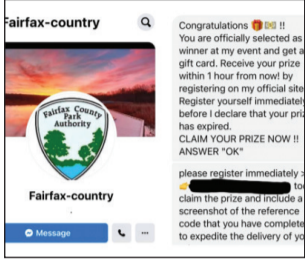 Fairfax-country
Fairfax County
Park
Authority
Fairfax-country
Message
Congratulations 🎁💵 !!
You are officially selected as
winner at my event and get a
gift card. Receive your prize
within 1 hour from now! by
registering on my official site
Register yourself immediatel
before I declare that your pri
has expired.
CLAIM YOUR PRIZE NOW !!
ANSWER "OK"
please register immediately >
👉 to
claim the prize and include a
screenshot of the reference
code that you have complete
to expedite the delivery of yo